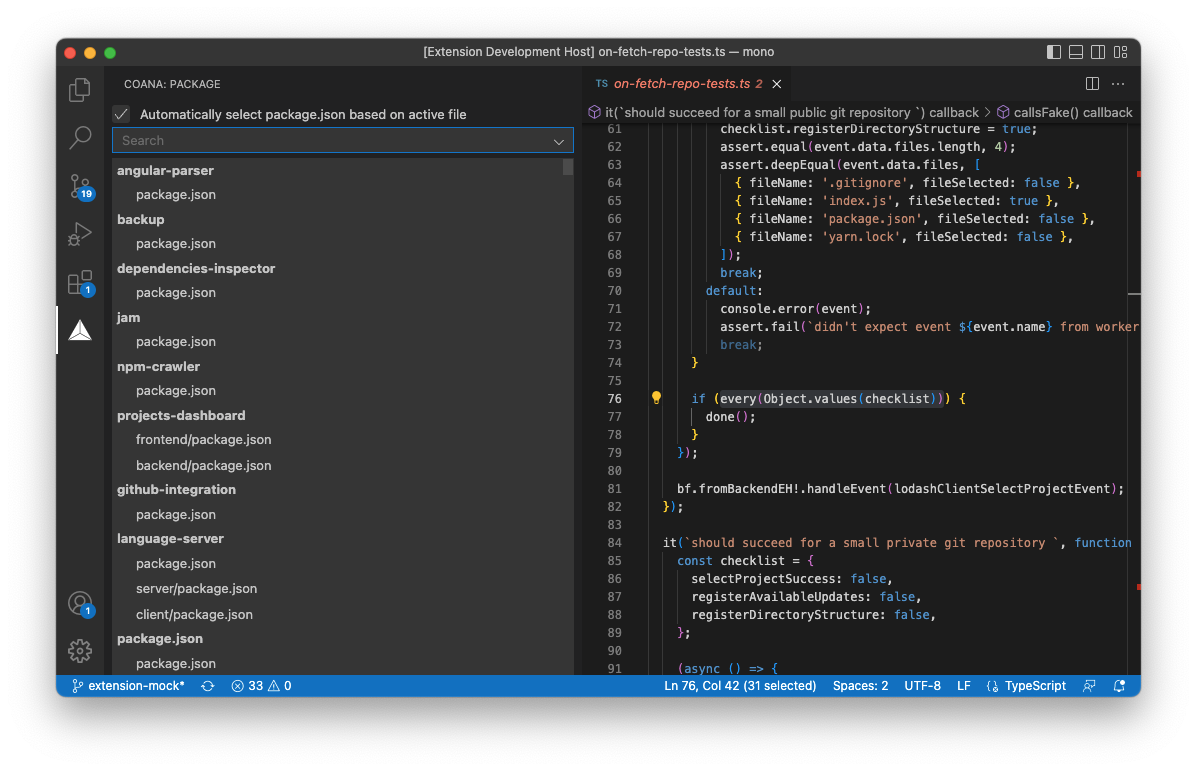 [Extension Development Host] on-fetch-repo-tests.ts — mono
COANA: PACKAGE
Automatically select package.json based on active file
Search
angular-parser
package.json
backup
package.json
dependencies-inspector
package.json
jam
package.json
npm-crawler
package.json
projects-dashboard
frontend/package.json
backend/package.json
github-integration
package.json
language-server
package.json
server/package.json
client/package.json
package.json
package.json
19
1
1
TS on-fetch-repo-tests.ts 2
it(`should succeed for a small public git repository `) callback > callsFake() callback
61 checklist.registerDirectoryStructure = true;
62 assert.equal(event.data.files.length, 4);
63 assert.deepEqual(event.data.files, [
64 { fileName: '.gitignore', fileSelected: false },
65 { fileName: 'index.js', fileSelected: true },
66 { fileName: 'package.json', fileSelected: false },
67 { fileName: 'yarn.lock', fileSelected: false },
68 ]);
69 break;
70 default:
71 console.error(event);
72 assert.fail(`didn't expect event ${event.name} from worker
73 break;
74 }
75
76 if (every(Object.values(checklist))) {
77 done();
78 }
79 });
80
81 bf.fromBackendEH!.handleEvent(lodashClientSelectProjectEvent);
82 });
83
84 it(`should succeed for a small private git repository `, function
85 const checklist = {
86 selectProjectSuccess: false,
87 registerAvailableUpdates: false,
88 registerDirectoryStructure: false,
89 };
90
91 (async () => {
extension-mock* 33 0 Ln 76, Col 42 (31 selected) Spaces: 2 UTF-8 LF TypeScript